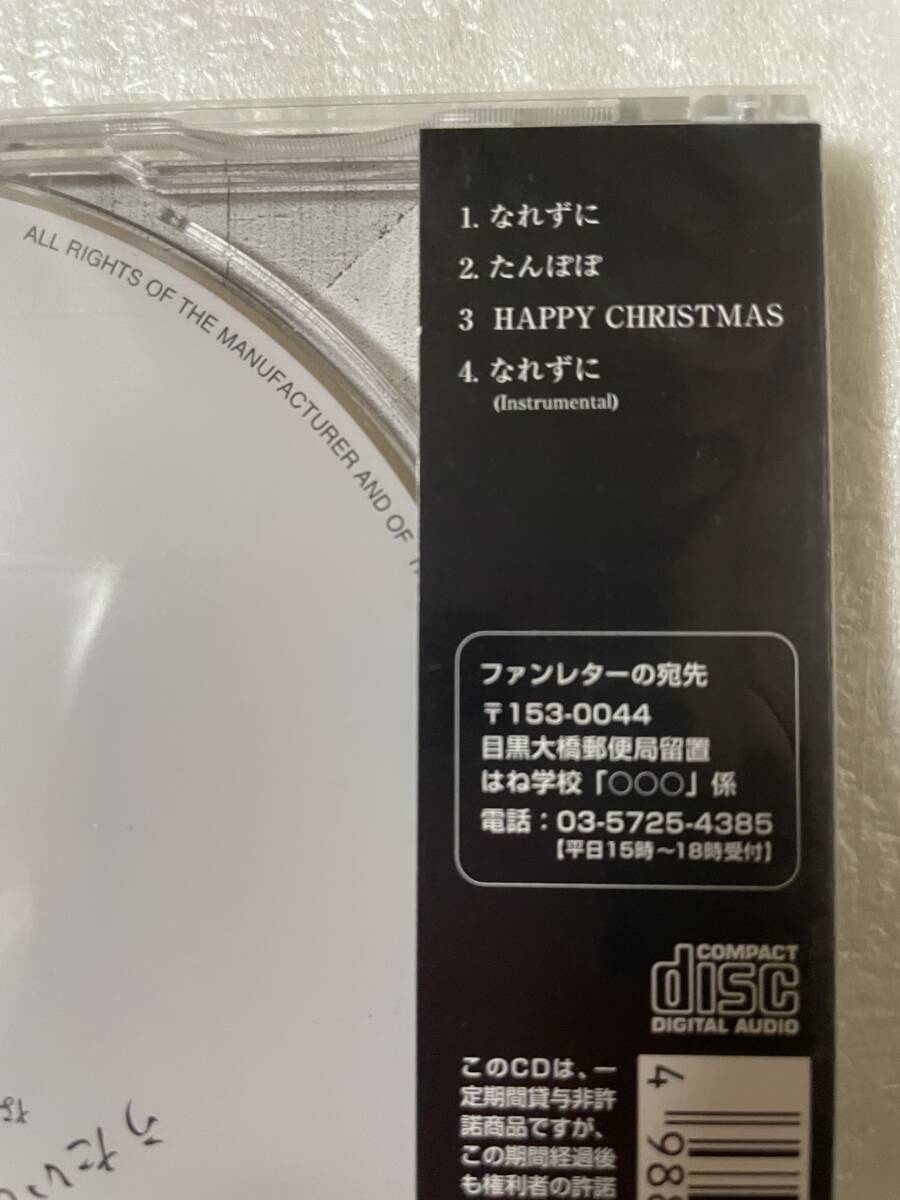 ALL RIGHTS OF THE MANUFACTURER AND OF
1. なれずに
2. たんぽぽ
3 HAPPY CHRISTMAS
4. なれずに
(Instrumental)
ファンレターの宛先
〒153-0044
目黒大橋郵便局留置
はね学校「○○○」係
電話：03-5725-4385
【平日15時〜18時受付】
COMPACT
disc
DIGITAL AUDIO
このCDは、一
定期間貸与非許
諾商品ですが、
この期間経過後
も権利者の許諾
4 988
うたい